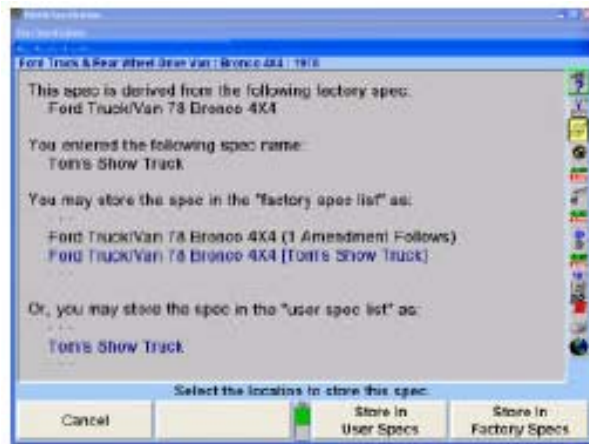 Ford Truck & Rear Wheel Drive Van : Bronco 4X4 : 1978
This spec is derived from the following factory spec:
Ford Truck/Van 78 Bronco 4X4
You entered the following spec name:
Tom's Show Truck
You may store the spec in the "factory spec list" as:
. . .
Ford Truck/Van 78 Bronco 4X4 (1 Amendment Follows)
Ford Truck/Van 78 Bronco 4X4 [Tom's Show Truck]
. . .
Or, you may store the spec in the "user spec list" as:
. . .
Tom's Show Truck
. . .
Select the location to store this spec.
Cancel
Store In
User Specs
Store In
Factory Specs